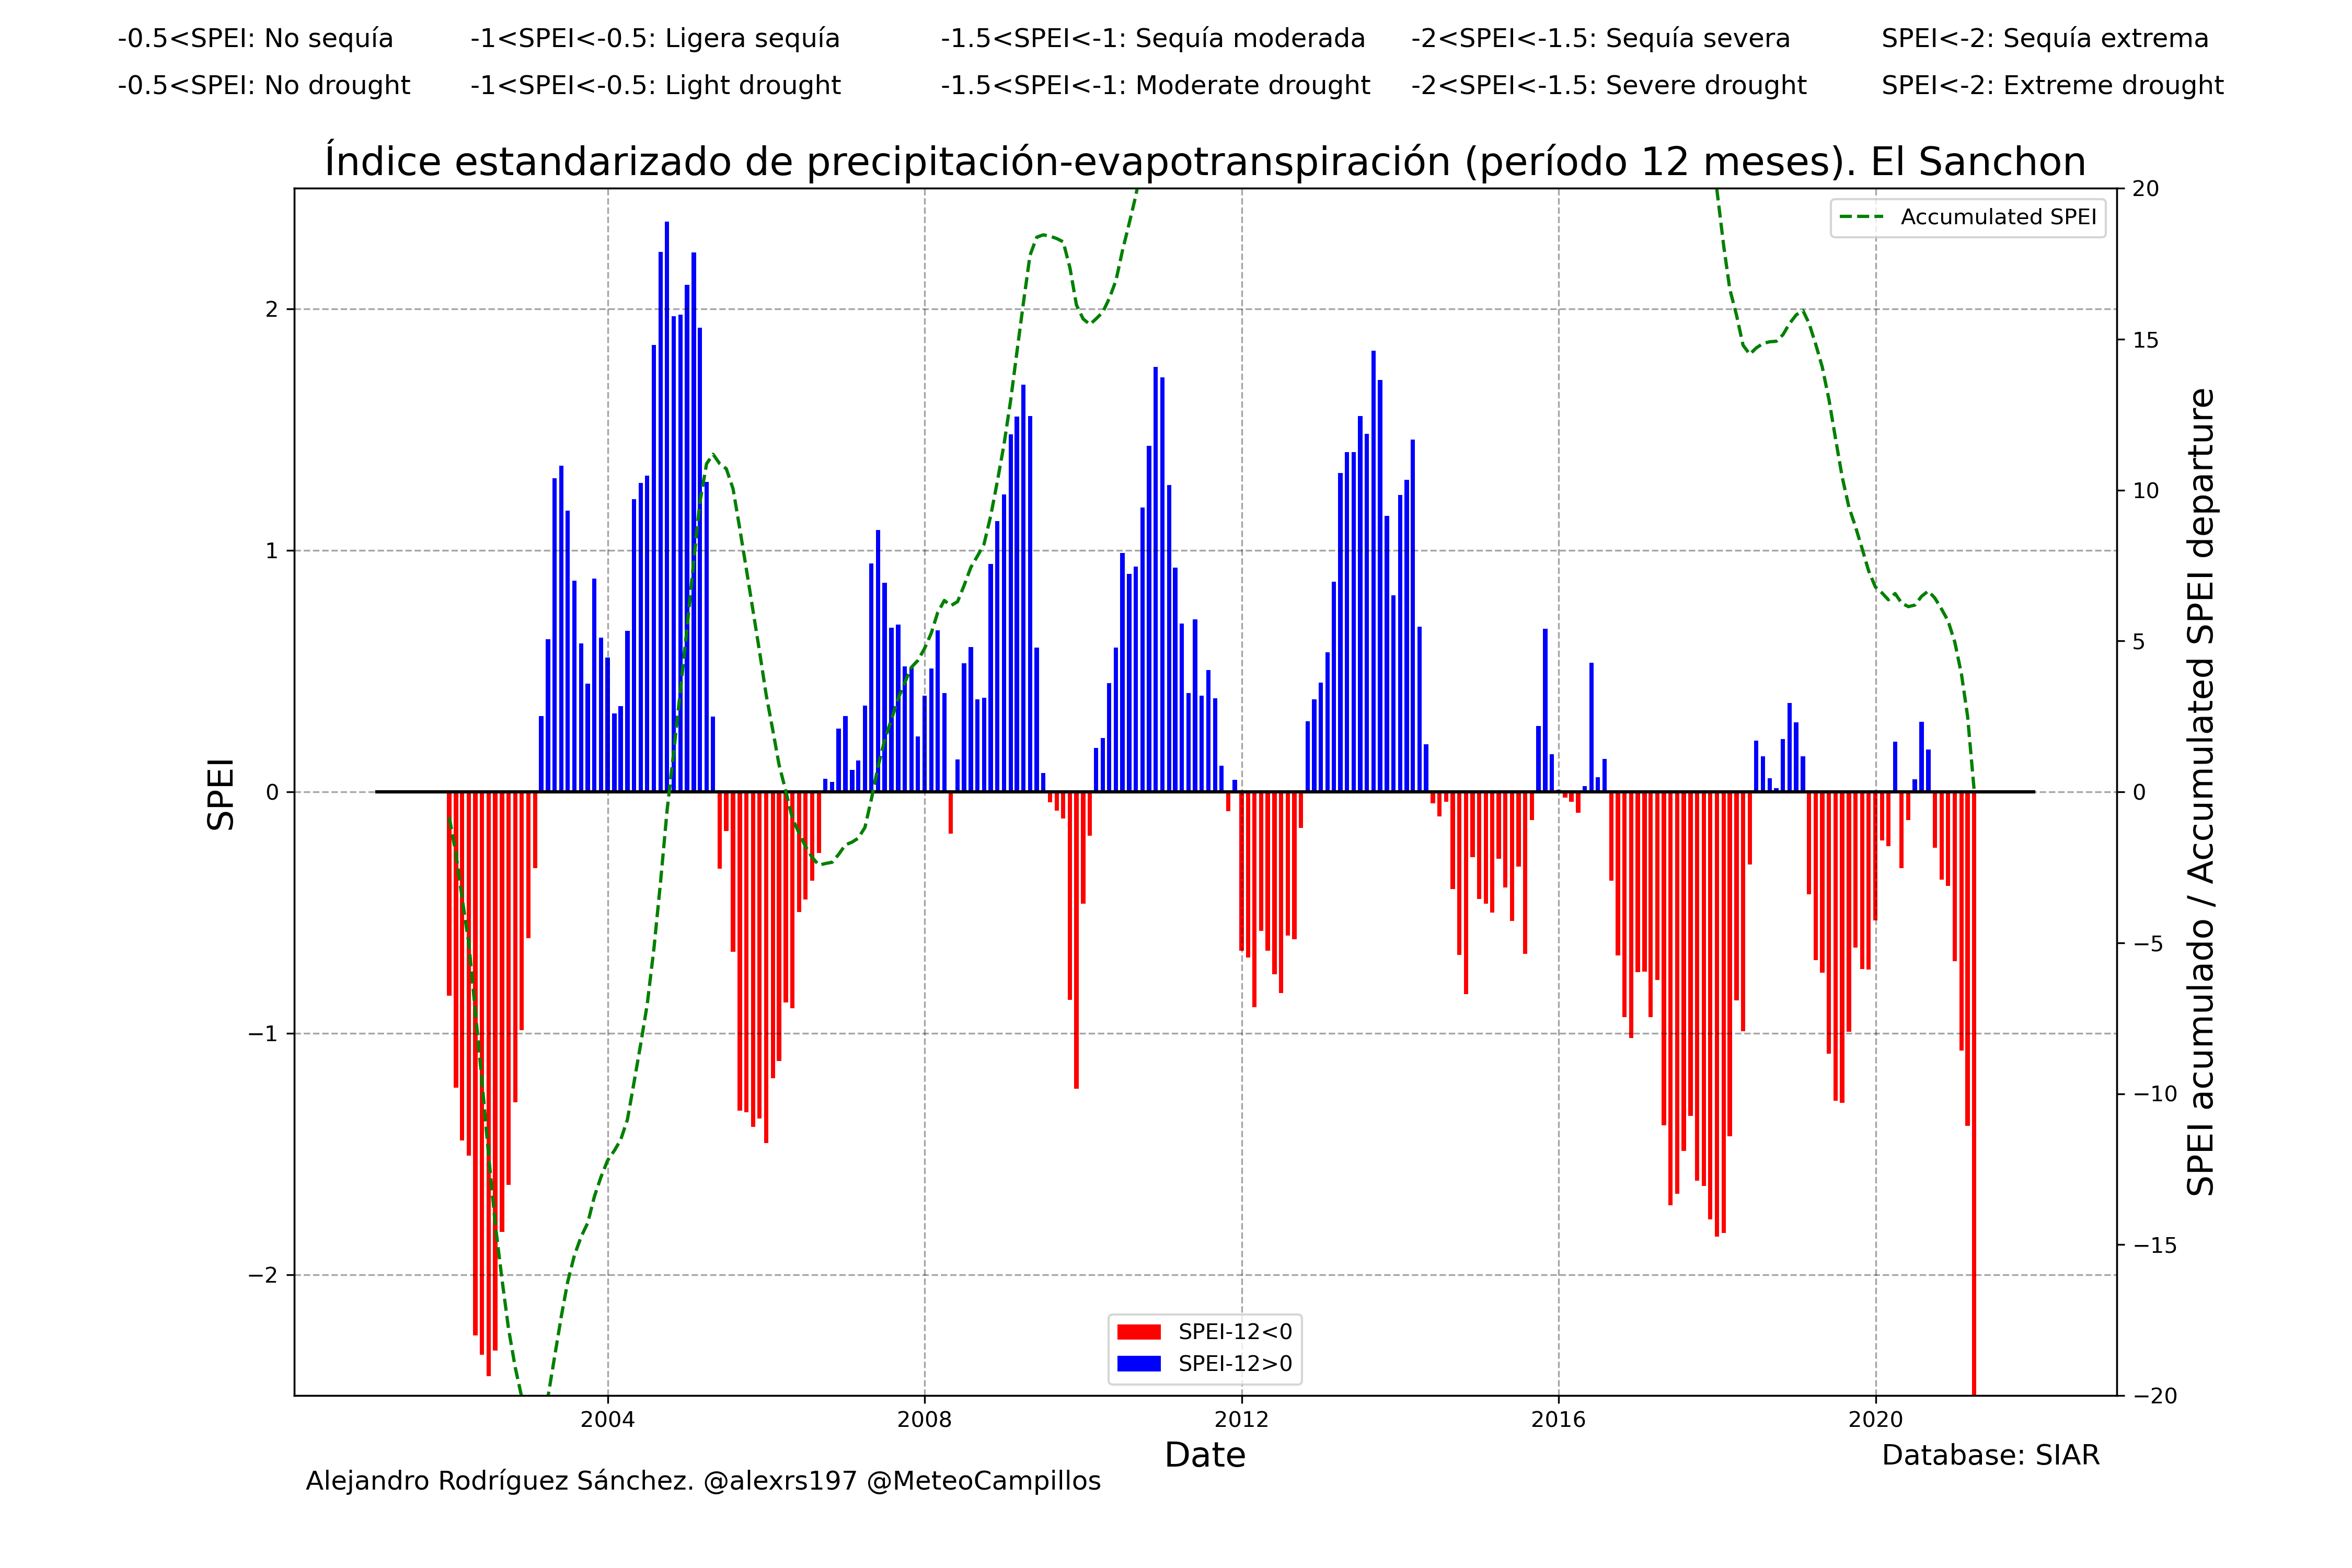 -0.5<SPEI: No sequía -1<SPEI<-0.5: Ligera sequía -1.5<SPEI<-1: Sequía moderada -2<SPEI<-1.5: Sequía severa SPEI<-2: Sequía extrema
-0.5<SPEI: No drought -1<SPEI<-0.5: Light drought -1.5<SPEI<-1: Moderate drought -2<SPEI<-1.5: Severe drought SPEI<-2: Extreme drought
Índice estandarizado de precipitación-evapotranspiración (período 12 meses). El Sanchon
Accumulated SPEI
SPEI
2
1
0
−1
−2
20
15
10
5
0
−5
−10
−15
−20
SPEI acumulado / Accumulated SPEI departure
SPEI-12<0
SPEI-12>0
2004 2008 2012 2016 2020
Date
Database: SIAR
Alejandro Rodríguez Sánchez. @alexrs197 @MeteoCampillos